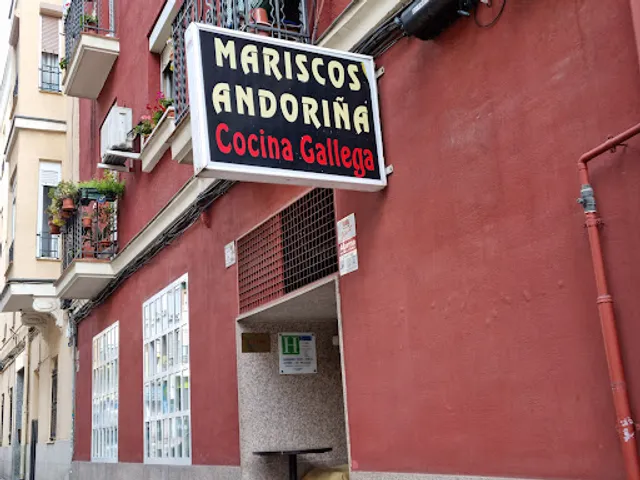 MARISCOS
ANDORIÑA
Cocina Gallega
H